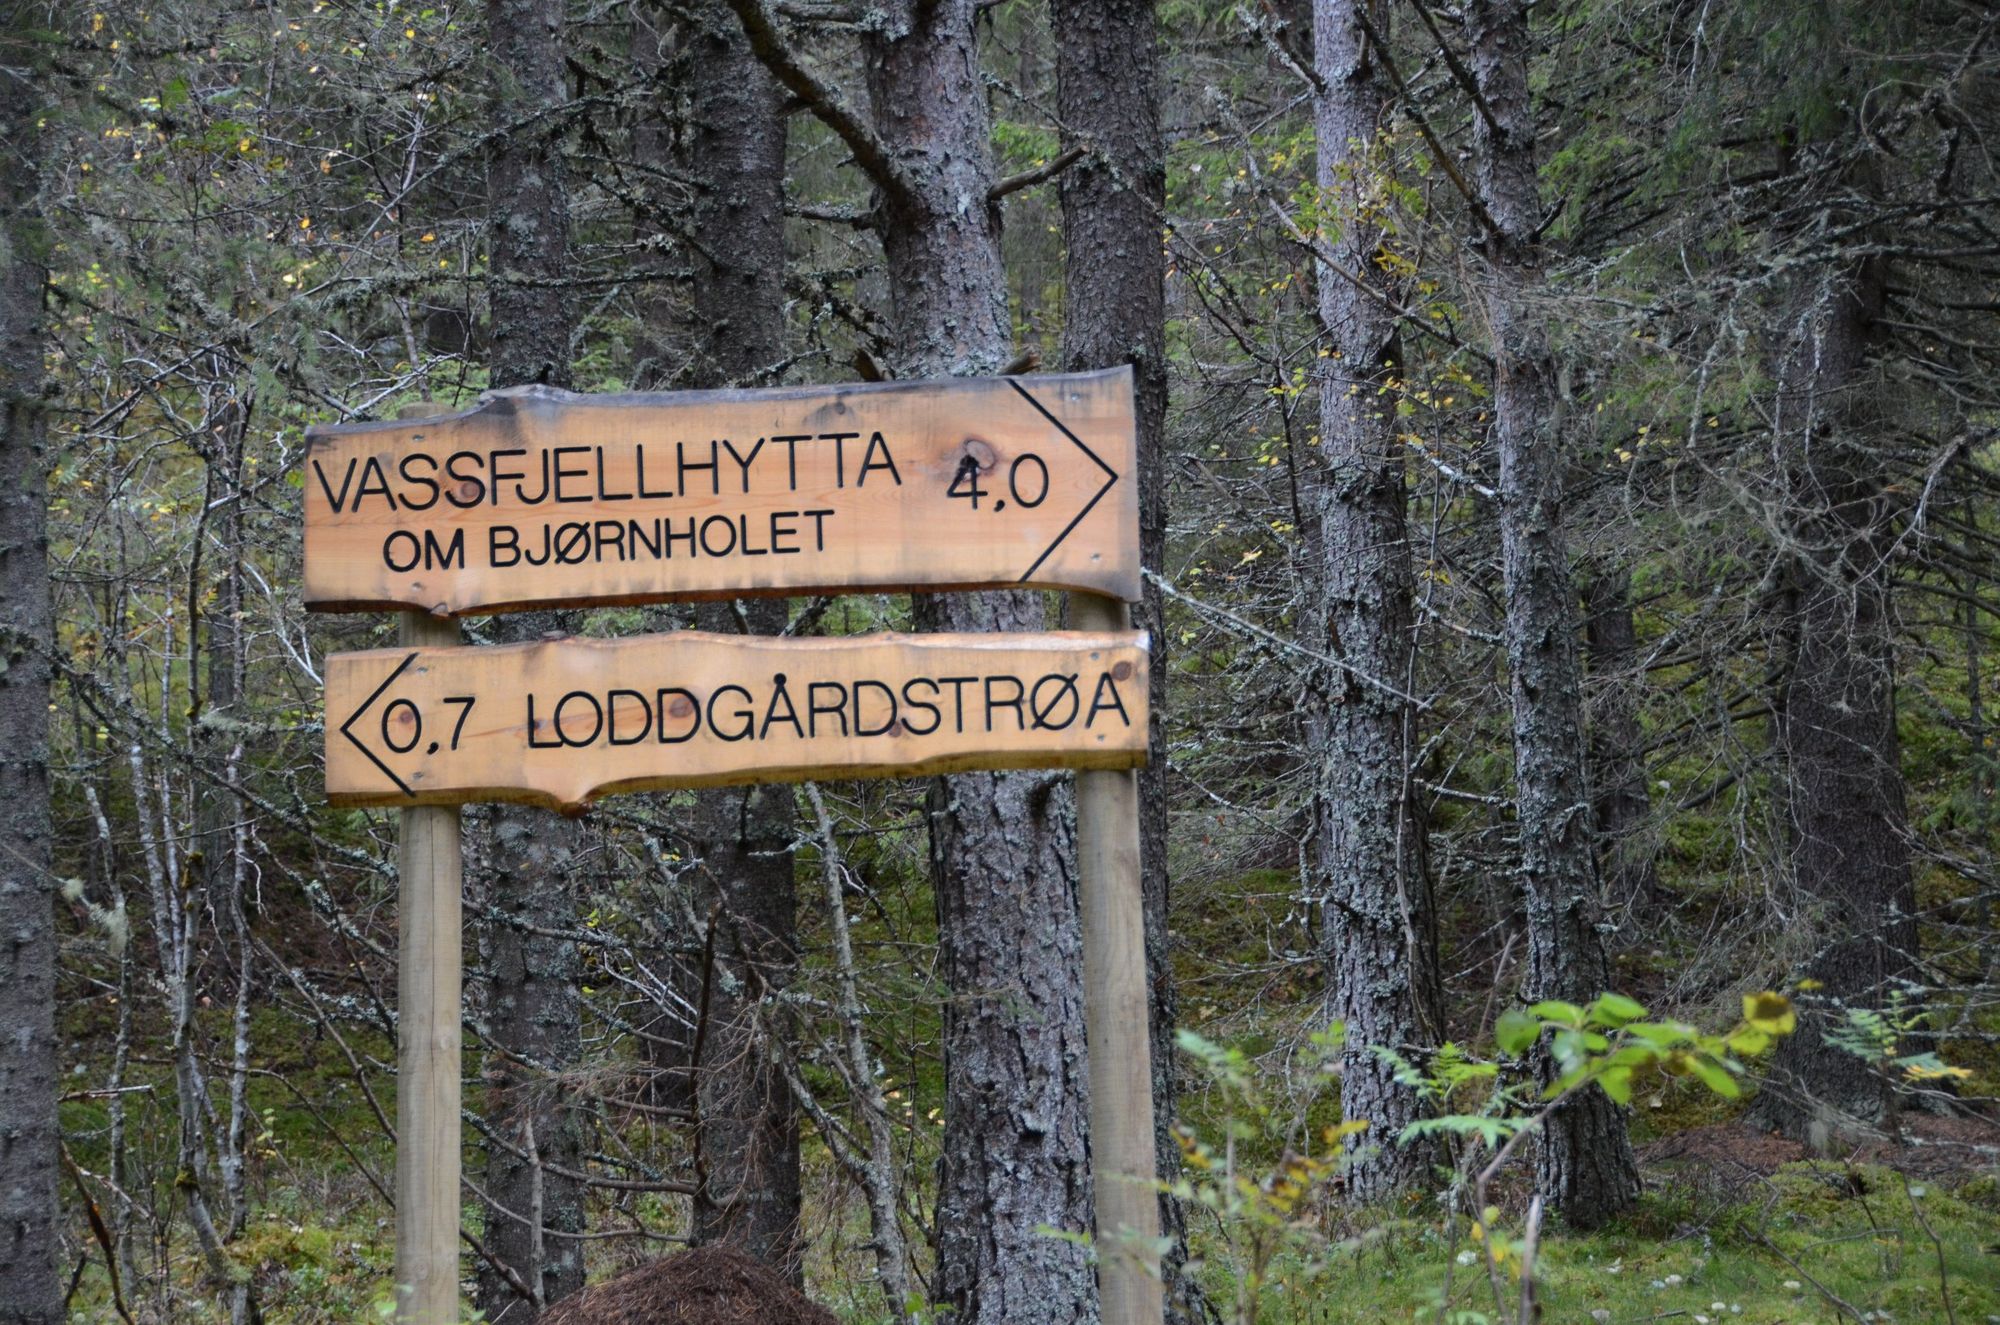 VASSFJELLHYTTA 4,0
OM BJØRNHOLET
0,7 LODDGÅRDSTRØA